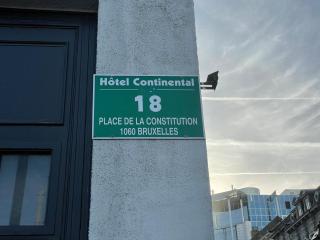 Hôtel Continental
18
PLACE DE LA CONSTITUTION
1060 BRUXELLES